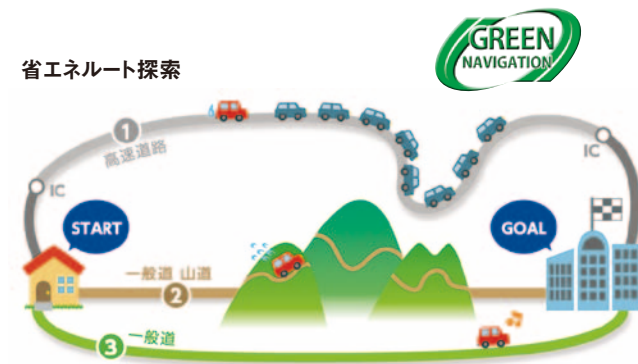 GREEN
NAVIGATION
省エネルート探索
1
高速道路
IC
IC
START
GOAL
一般道 山道
2
3
一般道